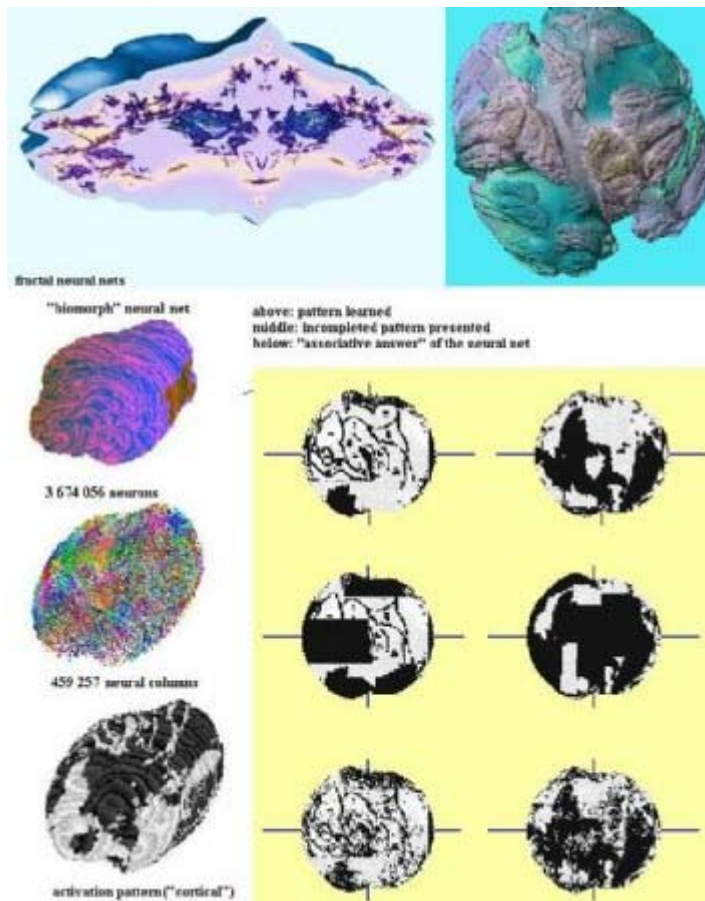 fractal neural nets
"biomorph" neural net
above: pattern learned
middle: incompleted pattern presented
below: "associative answer" of the neural net
3 674 056 neurons
459 257 neural columns
activation pattern("cortical")